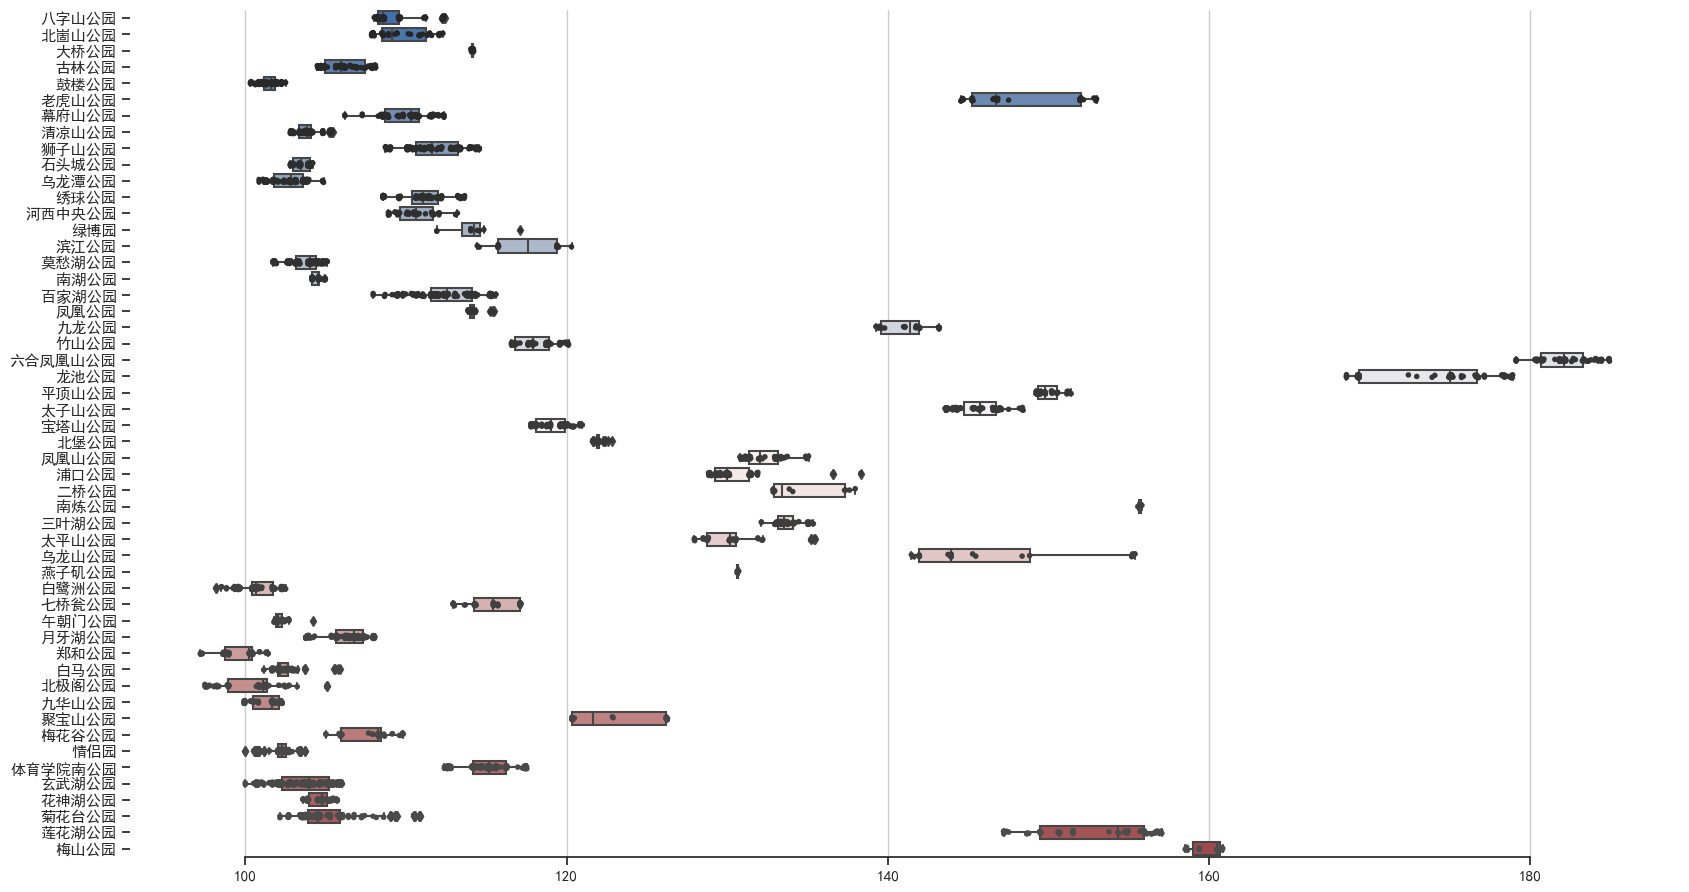 八字山公园
北崮山公园
大桥公园
古林公园
鼓楼公园
老虎山公园
幕府山公园
清凉山公园
狮子山公园
石头城公园
乌龙潭公园
绣球公园
河西中央公园
绿博园
滨江公园
莫愁湖公园
南湖公园
百家湖公园
凤凰公园
九龙公园
竹山公园
六合凤凰山公园
龙池公园
平顶山公园
太子山公园
宝塔山公园
北堡公园
凤凰山公园
浦口公园
二桥公园
南炼公园
三叶湖公园
太平山公园
乌龙山公园
燕子矶公园
白鹭洲公园
七桥瓮公园
午朝门公园
月牙湖公园
郑和公园
白马公园
北极阁公园
九华山公园
聚宝山公园
梅花谷公园
情侣园
体育学院南公园
玄武湖公园
花神湖公园
菊花台公园
莲花湖公园
梅山公园
100 120 140 160 180